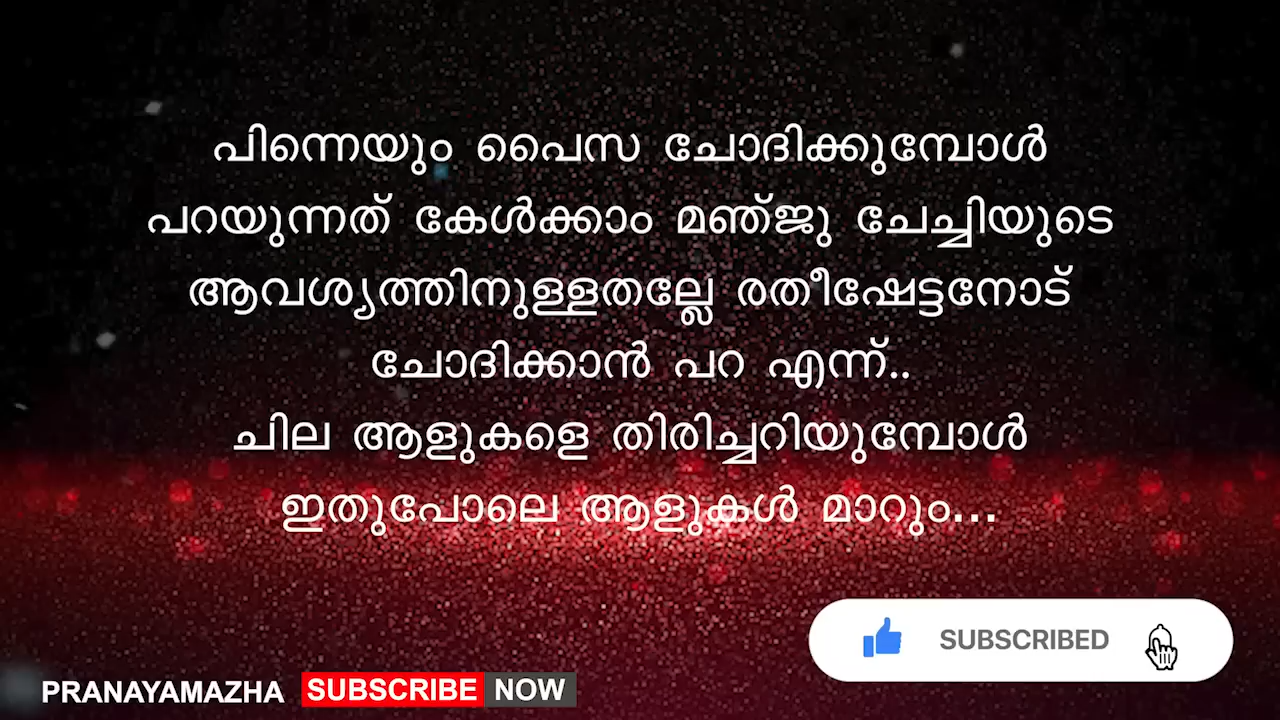 പിന്നെയും പൈസ ചോദിക്കുമ്പോൾ
പറയുന്നത് കേൾക്കാം മഞ്ജു ചേച്ചിയുടെ
ആവശ്യത്തിനുള്ളതല്ലേ രതീഷേട്ടനോട്
ചോദിക്കാൻ പറ എന്ന്..
ചില ആളുകളെ തിരിച്ചറിയുമ്പോൾ
ഇതുപോലെ ആളുകൾ മാറും...
SUBSCRIBED
PRANAYAMAZHA SUBSCRIBE NOW